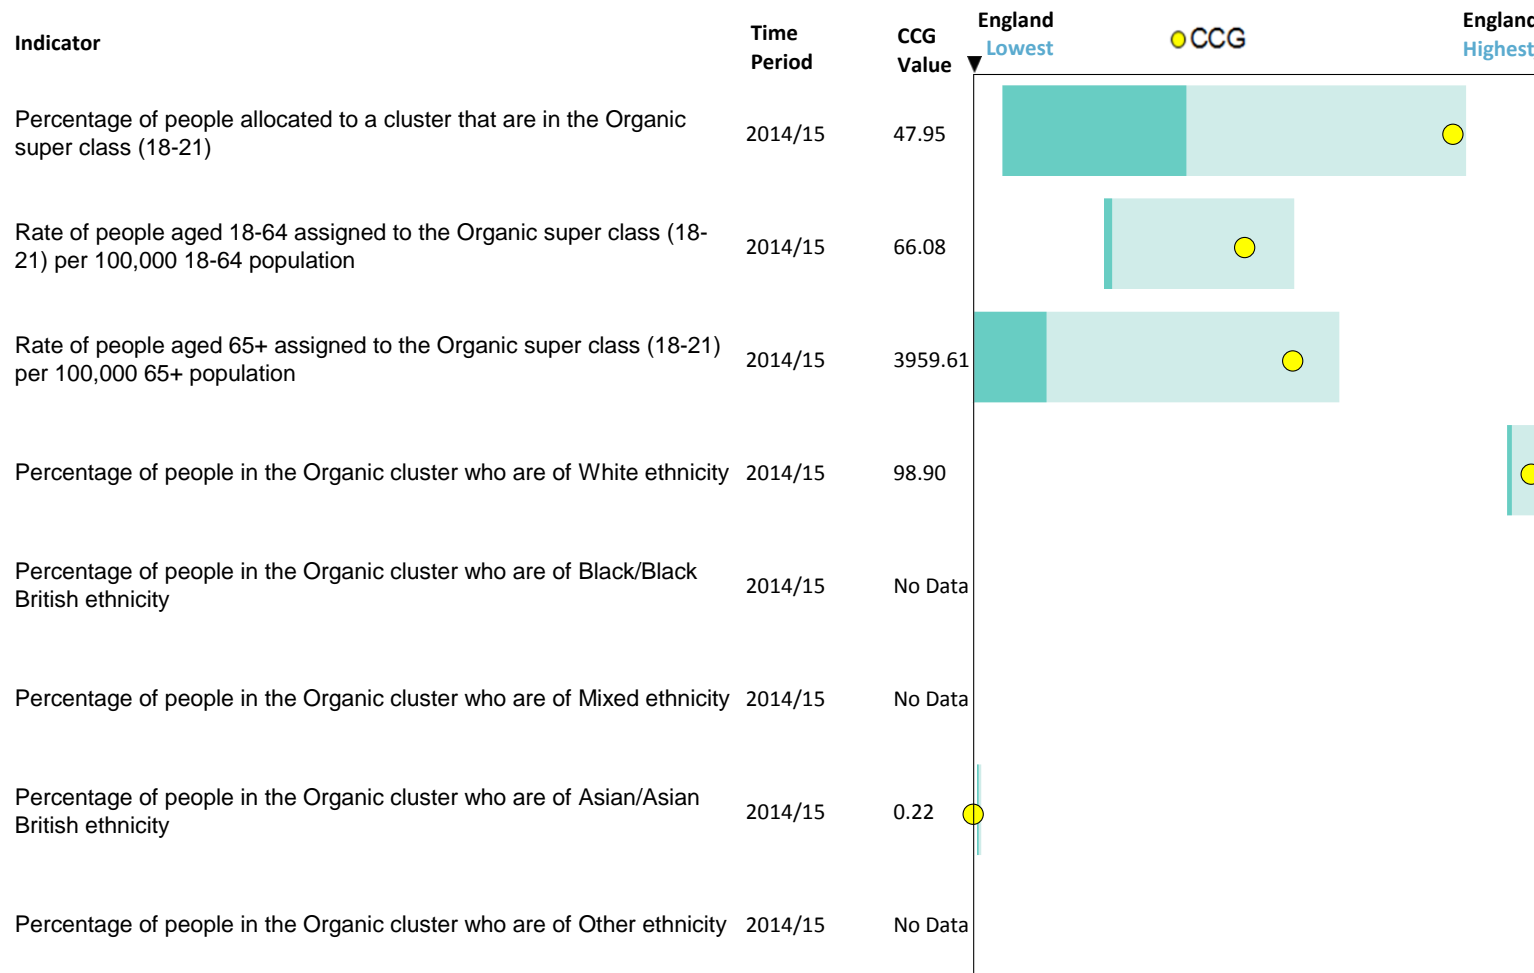 Indicator
Time
Period
CCG
Value
England
Lowest
CCG
England
Highest
Percentage of people allocated to a cluster that are in the Organic
super class (18-21)
2014/15
47.95
Rate of people aged 18-64 assigned to the Organic super class (18-
21) per 100,000 18-64 population
2014/15
66.08
Rate of people aged 65+ assigned to the Organic super class (18-21)
per 100,000 65+ population
2014/15
3959.61
Percentage of people in the Organic cluster who are of White ethnicity
2014/15
98.90
Percentage of people in the Organic cluster who are of Black/Black
British ethnicity
2014/15
No Data
Percentage of people in the Organic cluster who are of Mixed ethnicity
2014/15
No Data
Percentage of people in the Organic cluster who are of Asian/Asian
British ethnicity
2014/15
0.22
Percentage of people in the Organic cluster who are of Other ethnicity
2014/15
No Data